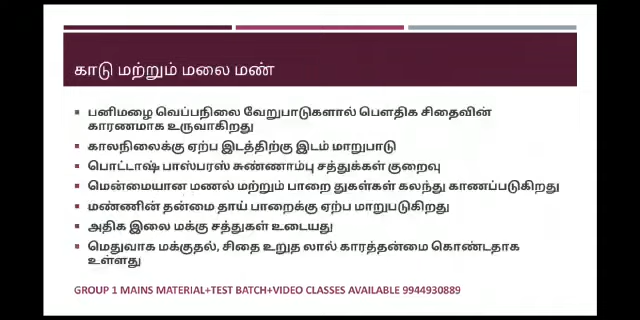 காடு மற்றும் மலை மண்
பனிமழை வெப்பநிலை வேறுபாடுகளால் பௌதிக சிதைவின்
காரணமாக உருவாகிறது
காலநிலைக்கு ஏற்ப இடத்திற்கு இடம் மாறுபாடு
பொட்டாஷ் பாஸ்பரஸ் சுண்ணாம்பு சத்துக்கள் குறைவு
மென்மையான மணல் மற்றும் பாறை துகள்கள் கலந்து காணப்படுகிறது
மண்ணின் தன்மை தாய் பாறைக்கு ஏற்ப மாறுபடுகிறது
அதிக இலை மக்கு சத்துகள் உடையது
மெதுவாக மக்குதல், சிதை உறுத லால் காரத்தன்மை கொண்டதாக
உள்ளது
GROUP 1 MAINS MATERIAL+TEST BATCH+VIDEO CLASSES AVAILABLE 9944930889